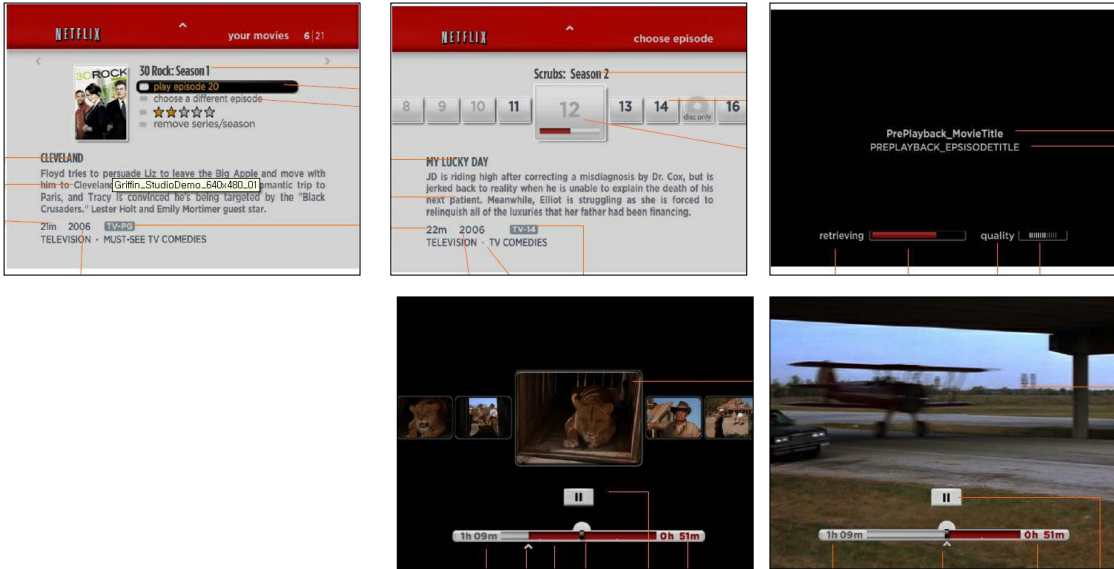 NETFLIX
your movies 6|21
30 Rock: Season 1
30ROCK
play episode 20
choose a different episode
remove series/season
CLEVELAND
Floyd tries to persuade Liz to leave the Big Apple and move with
him to Cleveland Griffin_StudioDemo_640x480_01 omantic trip to
Paris, and Tracy is convinced he's being targeted by the "Black
Crusaders." Lester Holt and Emily Mortimer guest star.
21m 2006 TV-PG
TELEVISION · MUST-SEE TV COMEDIES
NETFLIX
choose episode
Scrubs: Season 2
8 9 10 11 12 13 14 disc only 16
MY LUCKY DAY
JD is riding high after correcting a misdiagnosis by Dr. Cox, but is
jerked back to reality when he is unable to explain the death of his
next patient. Meanwhile, Elliot is struggling as she is forced to
relinquish all of the luxuries that her father had been financing.
22m 2006 TV-14
TELEVISION · TV COMEDIES
PrePlayback_MovieTitle
PREPLAYBACK_EPSISODETITLE
retrieving quality
1h 09m 0h 51m
1h 09m 0h 51m